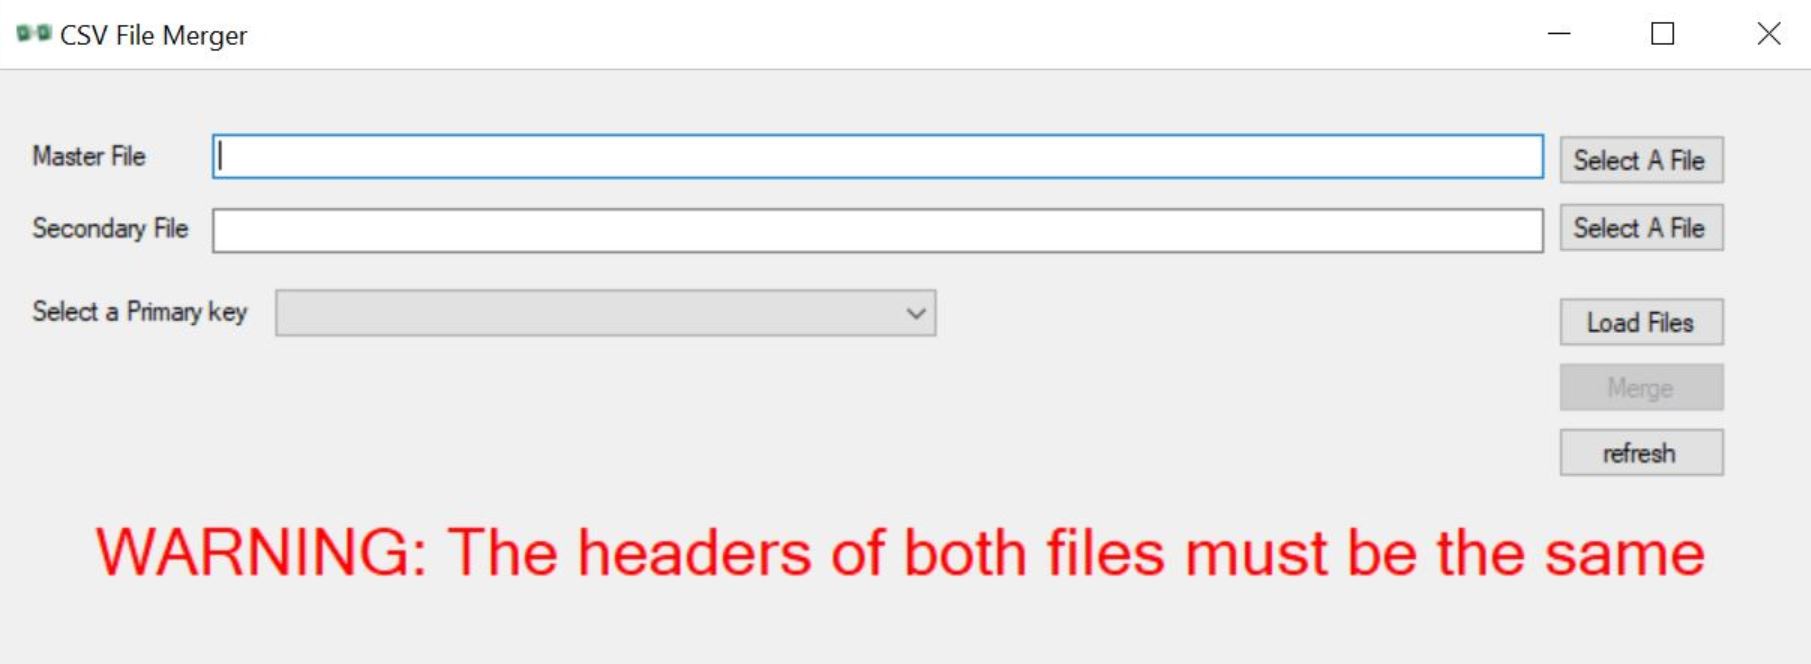 CSV File Merger
Master File
Select A File
Secondary File
Select A File
Select a Primary key
Load Files
Merge
refresh
WARNING: The headers of both files must be the same